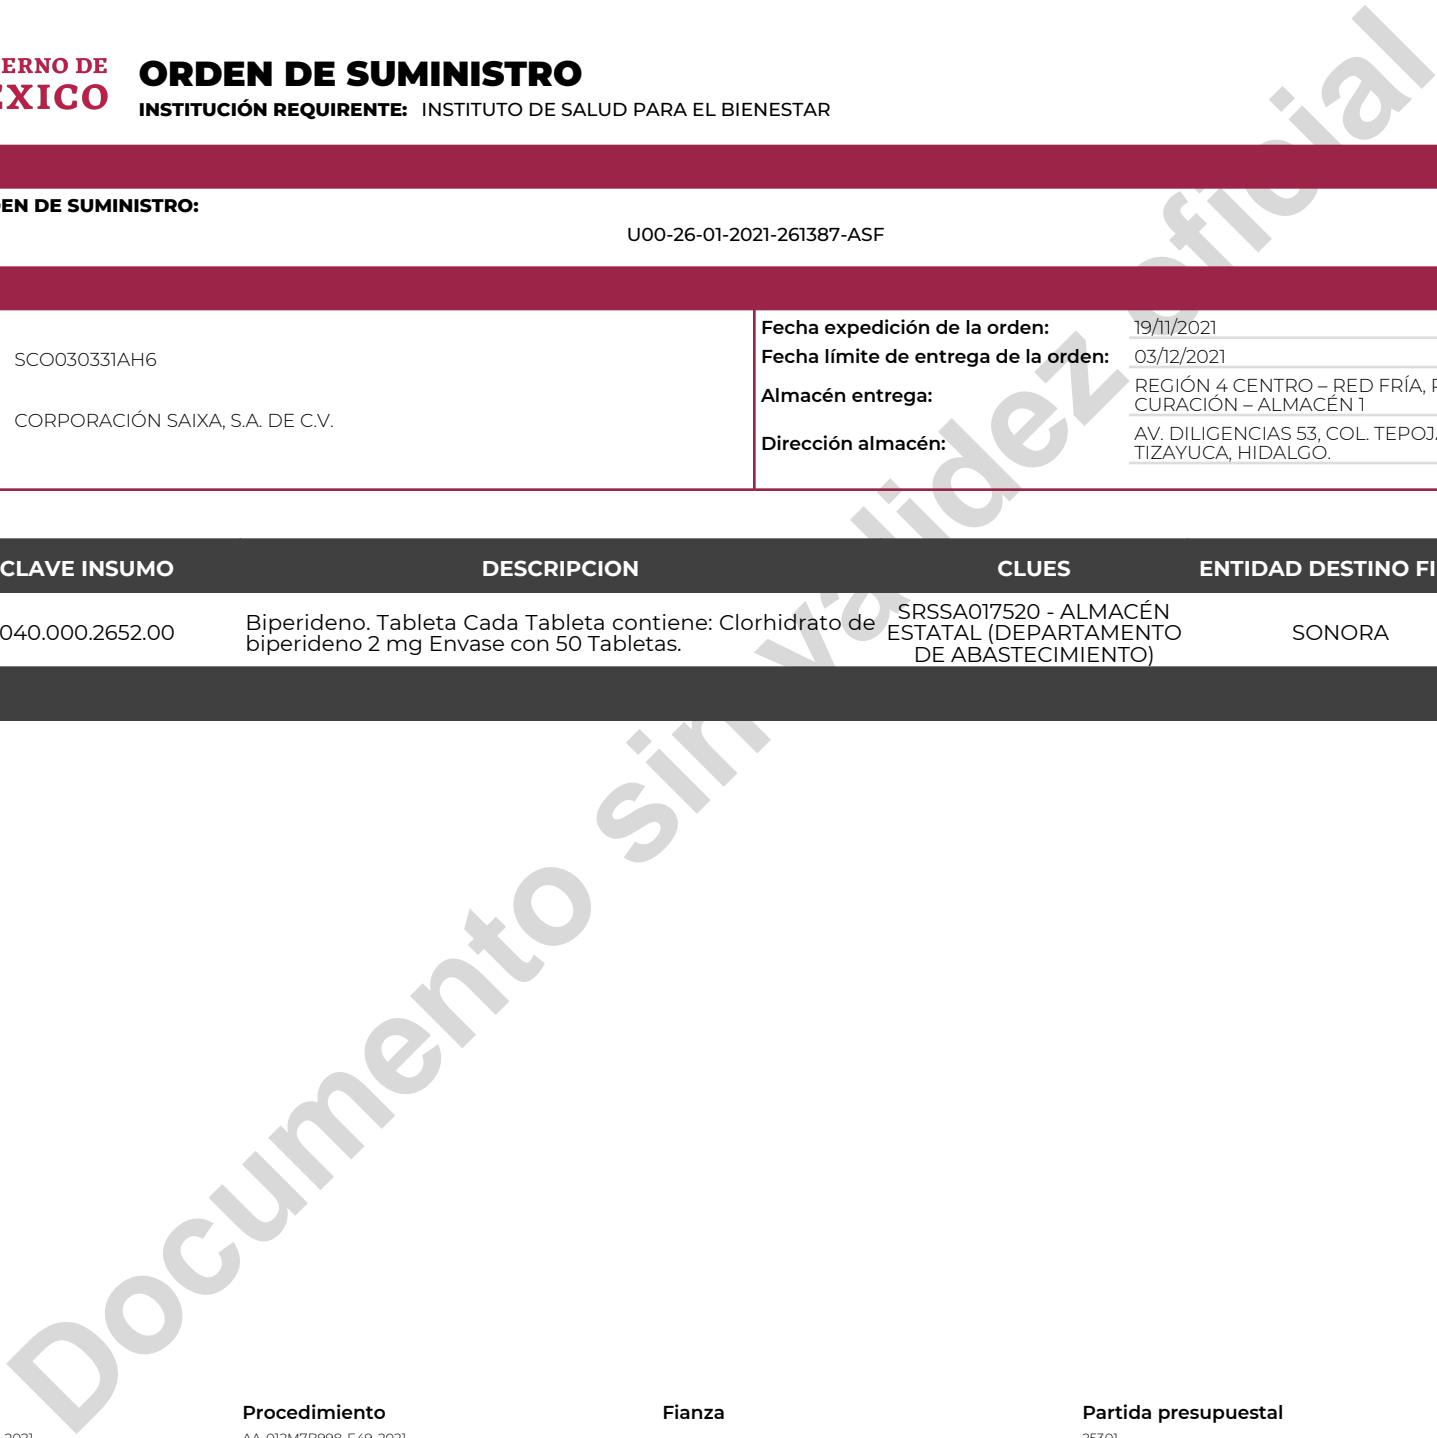 ERNO DE
EXICO
ORDEN DE SUMINISTRO
INSTITUCIÓN REQUIRENTE: INSTITUTO DE SALUD PARA EL BIENESTAR
EN DE SUMINISTRO:
U00-26-01-2021-261387-ASF
SCO030331AH6
CORPORACIÓN SAIXA, S.A. DE C.V.
Fecha expedición de la orden: 19/11/2021
Fecha límite de entrega de la orden: 03/12/2021
Almacén entrega:
REGIÓN 4 CENTRO – RED FRÍA,
CURACIÓN – ALMACÉN 1
Dirección almacén:
AV. DILIGENCIAS 53, COL. TEPOJ
TIZAYUCA, HIDALGO.
CLAVE INSUMO DESCRIPCION CLUES ENTIDAD DESTINO FI
040.000.2652.00
Biperideno. Tableta Cada Tableta contiene: Clorhidrato de
biperideno 2 mg Envase con 50 Tabletas.
SRSSA017520 - ALMACÉN
ESTATAL (DEPARTAMENTO
DE ABASTECIMIENTO)
SONORA
Documento sin validez oficial
Procedimiento Fianza Partida presupuestal